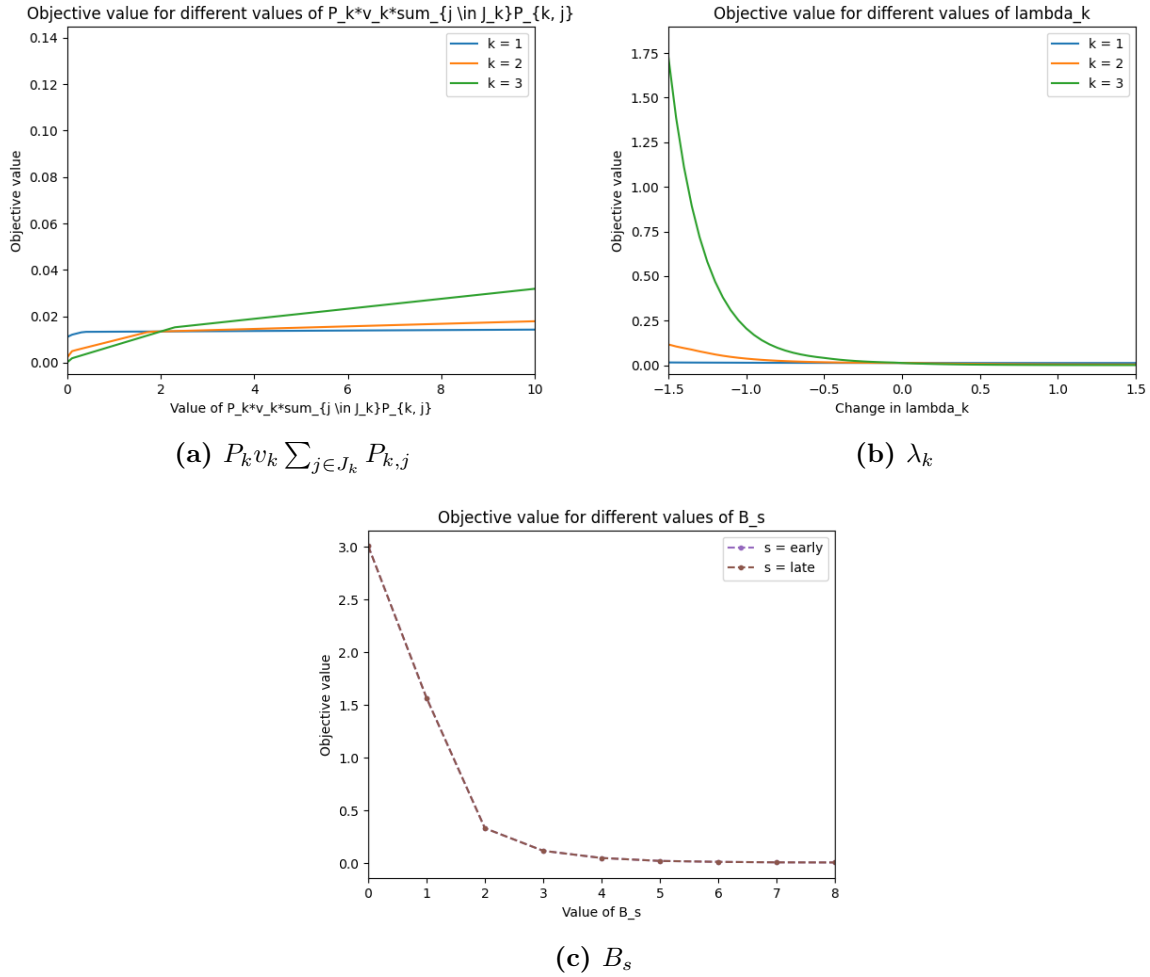 Objective value for different values of P_k*v_k*sum_{j \in J_k}P_{k, j}
0.14
0.12
0.10
0.08
0.06
0.04
0.02
0.00
Objective value
k = 1
k = 2
k = 3
0 2 4 6 8 10
Value of P_k*v_k*sum_{j \in J_k}P_{k, j}
(a) $P_k v_k \sum_{j \in J_k} P_{k,j}$
Objective value for different values of lambda_k
1.75
1.50
1.25
1.00
0.75
0.50
0.25
0.00
Objective value
k = 1
k = 2
k = 3
−1.5 −1.0 −0.5 0.0 0.5 1.0 1.5
Change in lambda_k
(b) $\lambda_k$
Objective value for different values of B_s
3.0
2.5
2.0
1.5
1.0
0.5
0.0
Objective value
s = early
s = late
0 1 2 3 4 5 6 7 8
Value of B_s
(c) $B_s$